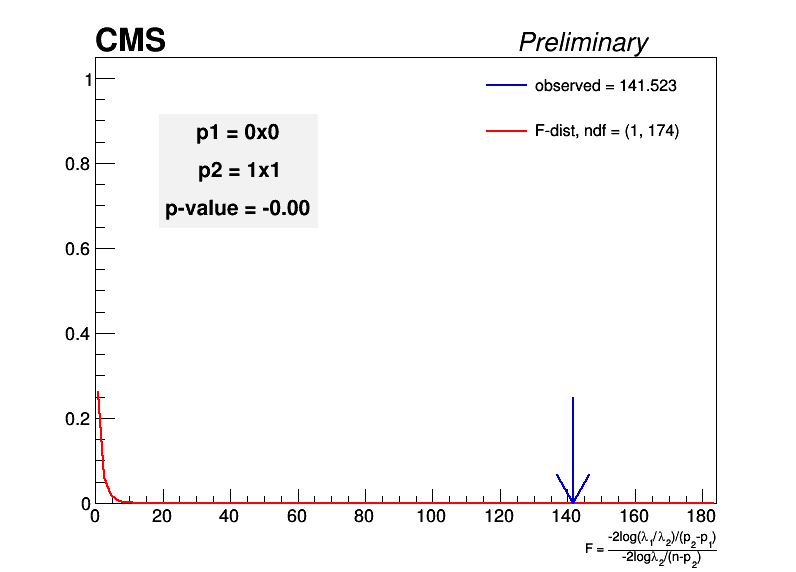 CMS Preliminary
observed = 141.523
F-dist, ndf = (1, 174)
p1 = 0x0
p2 = 1x1
p-value = -0.00
1
0.8
0.6
0.4
0.2
0
0 20 40 60 80 100 120 140 160 180
F = -2log(λ₁/λ₂)/(p₂-p₁)
-2logλ₂/(n-p₂)